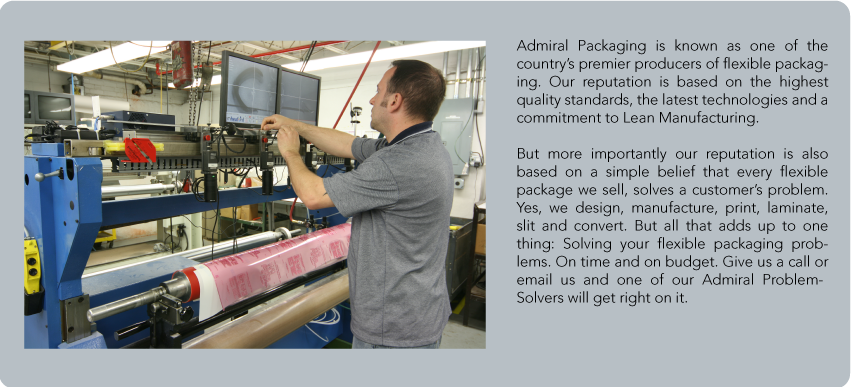 Admiral Packaging is known as one of the
country's premier producers of flexible packag-
ing. Our reputation is based on the highest
quality standards, the latest technologies and a
commitment to Lean Manufacturing.
But more importantly our reputation is also
based on a simple belief that every flexible
package we sell, solves a customer's problem.
Yes, we design, manufacture, print, laminate,
slit and convert. But all that adds up to one
thing: Solving your flexible packaging prob-
lems. On time and on budget. Give us a call or
email us and one of our Admiral Problem-
Solvers will get right on it.